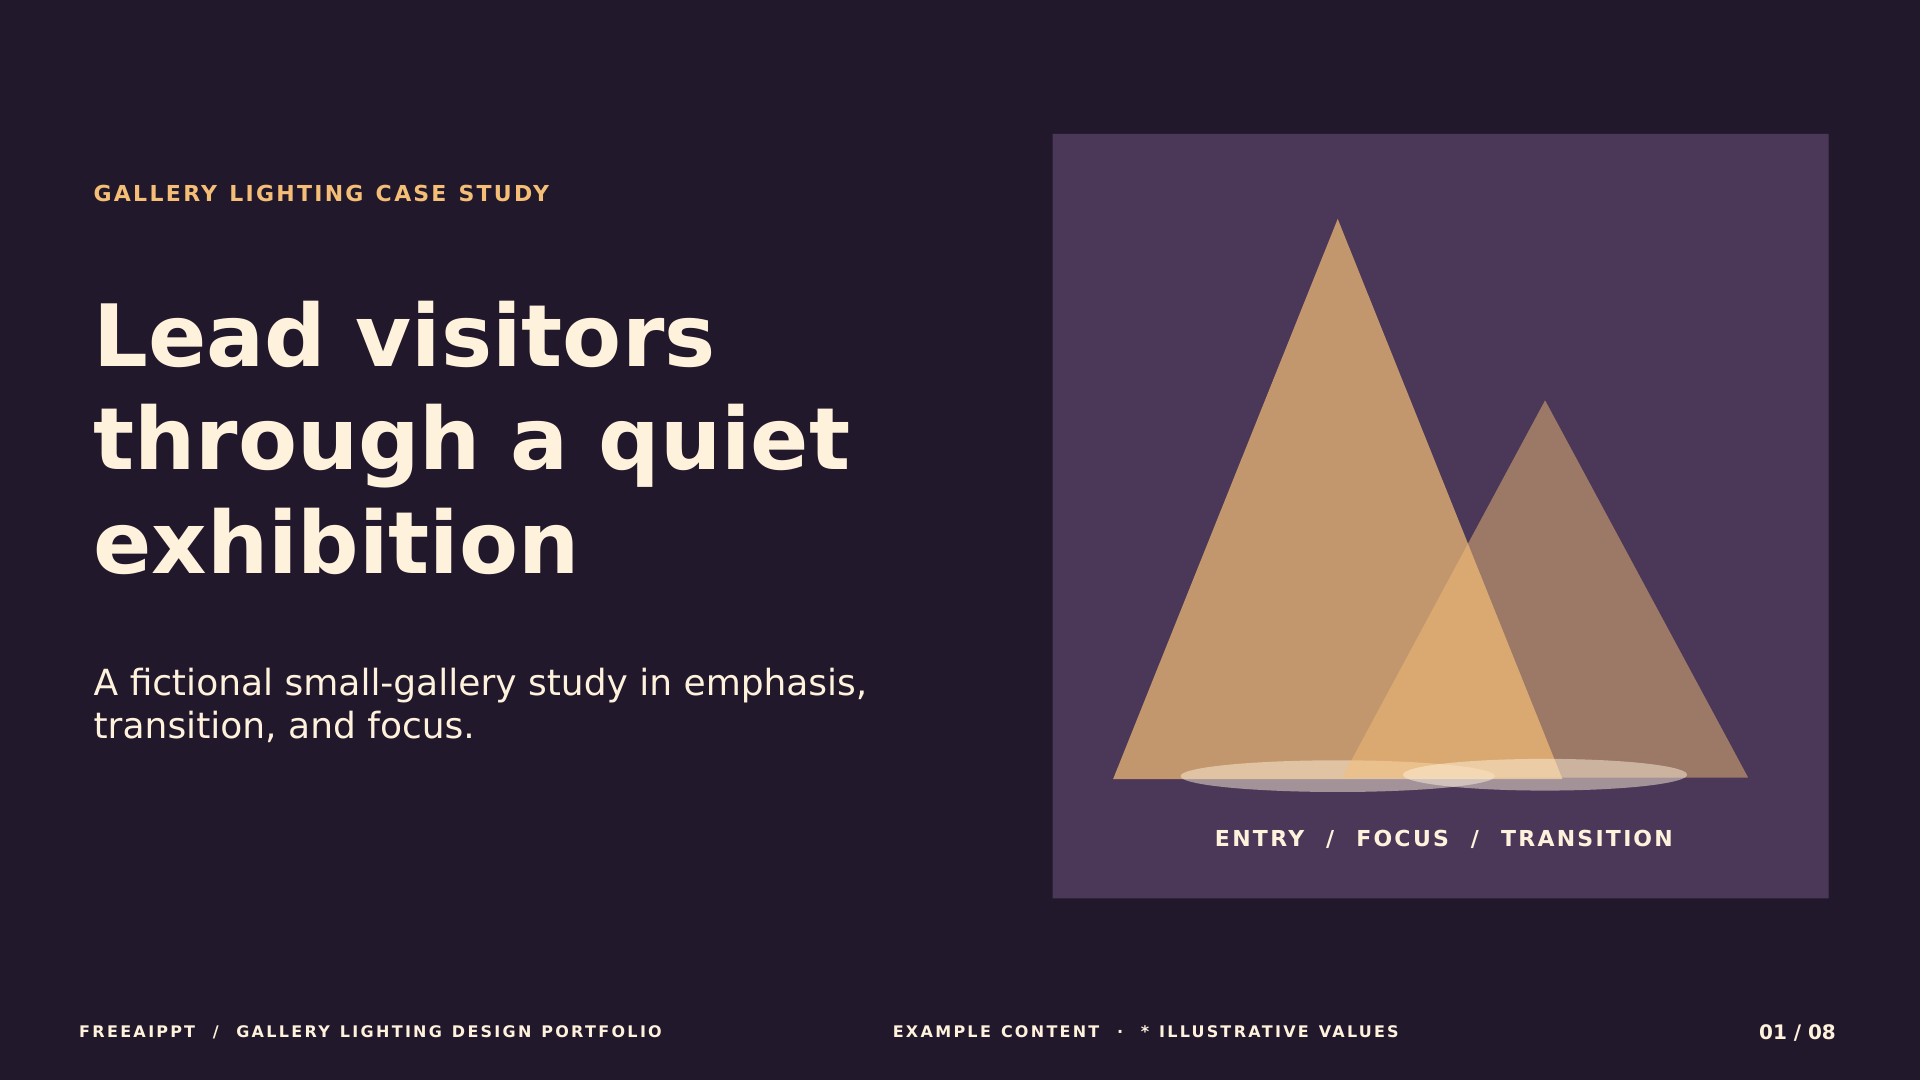 GALLERY LIGHTING CASE STUDY
Lead visitors
through a quiet
exhibition
A fictional small-gallery study in emphasis,
transition, and focus.
ENTRY / FOCUS / TRANSITION
FREEAIPPT / GALLERY LIGHTING DESIGN PORTFOLIO
EXAMPLE CONTENT · * ILLUSTRATIVE VALUES
01 / 08